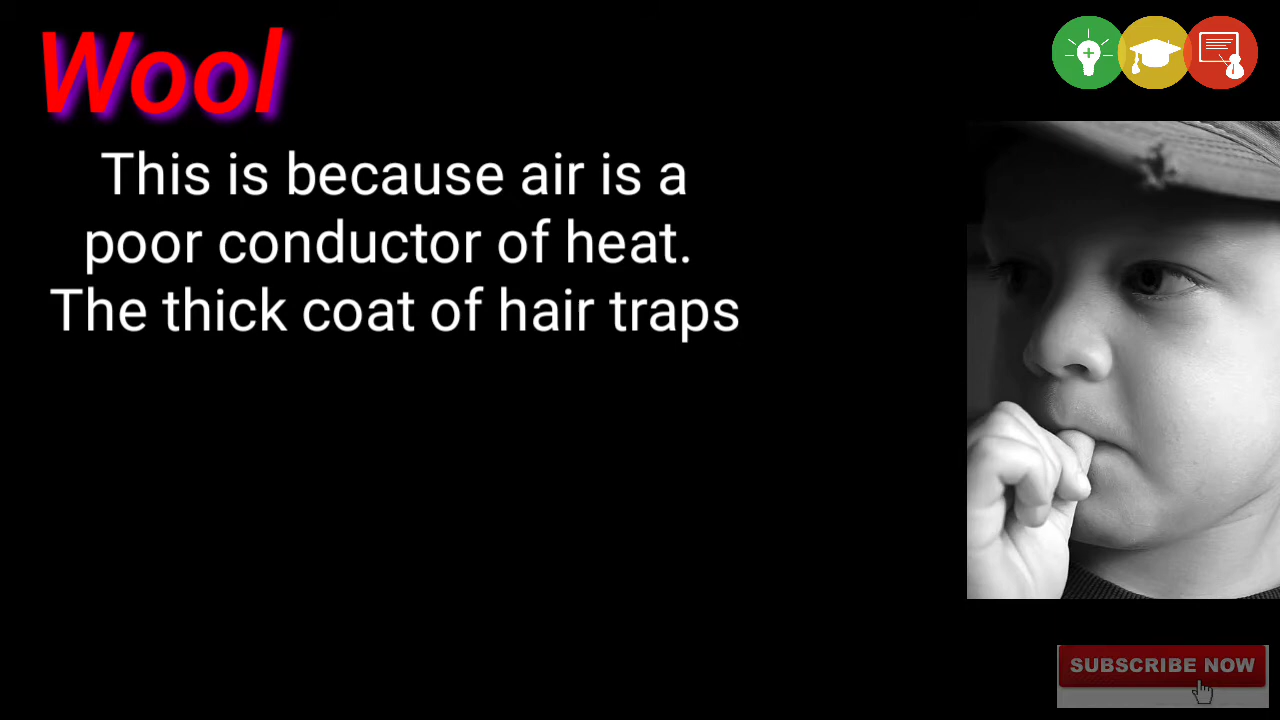 Wool
This is because air is a
poor conductor of heat.
The thick coat of hair traps
SUBSCRIBE NOW